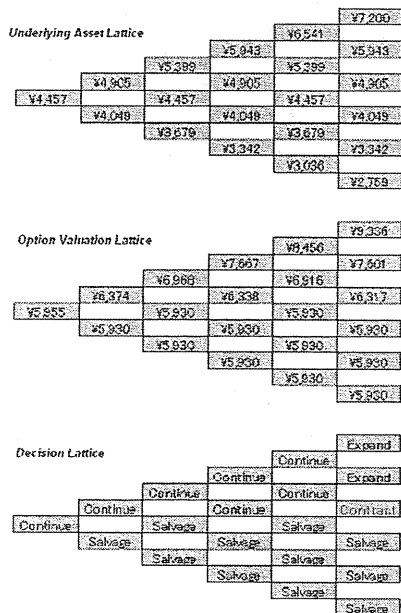 ¥7,200
Underlying Asset Lattice ¥6,541
¥5,943 ¥5,943
¥5,399 ¥5,399
¥4,905 ¥4,905 ¥4,905
¥4,457 ¥4,457 ¥4,457
¥4,049 ¥4,049 ¥4,049
¥3,679 ¥3,679
¥3,342 ¥3,342
¥3,036
¥2,759
¥9,336
Option Valuation Lattice ¥8,456
¥7,667 ¥7,601
¥6,968 ¥6,916
¥6,374 ¥6,338 ¥6,317
¥5,955 ¥5,930 ¥5,930
¥5,930 ¥5,930 ¥5,930
¥5,930 ¥5,930
¥5,930 ¥5,930
¥5,930
¥5,930
Expand
Decision Lattice Continue
Continue Expand
Continue Continue
Continue Continue Contract
Continue Salvage Salvage
Salvage Salvage Salvage
Salvage Salvage
Salvage Salvage
Salvage
Salvage